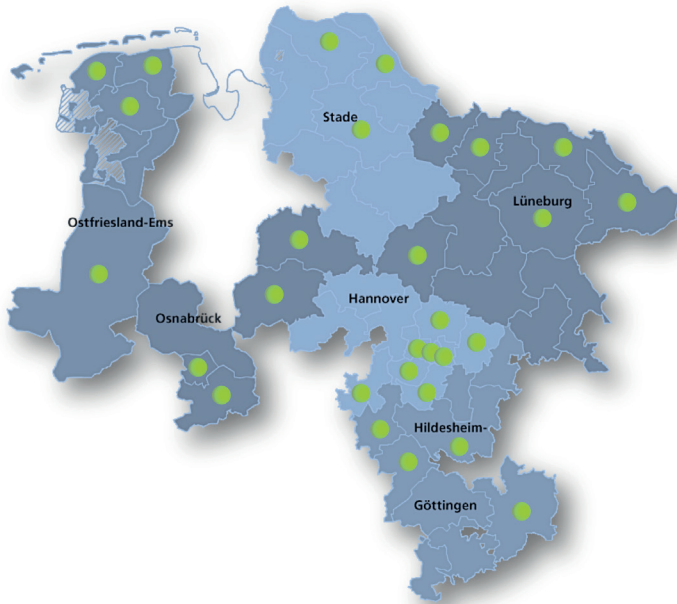 Stade
Lüneburg
Ostfriesland-Ems
Hannover
Osnabrück
Hildesheim-
Göttingen